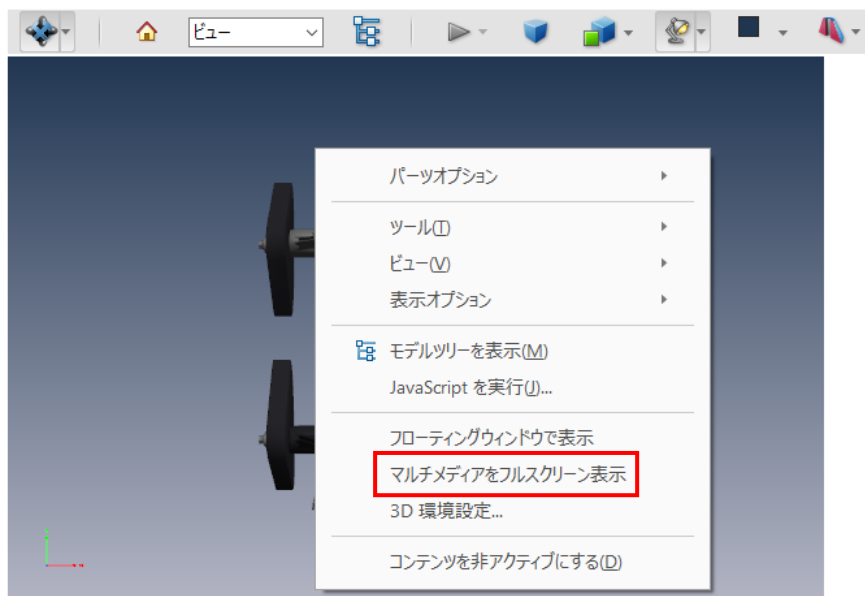 ビュー
パーツオプション
ツール(T)
ビュー(V)
表示オプション
モデルツリーを表示(M)
JavaScript を実行(J)...
フローティングウィンドウで表示
マルチメディアをフルスクリーン表示
3D 環境設定...
コンテンツを非アクティブにする(D)